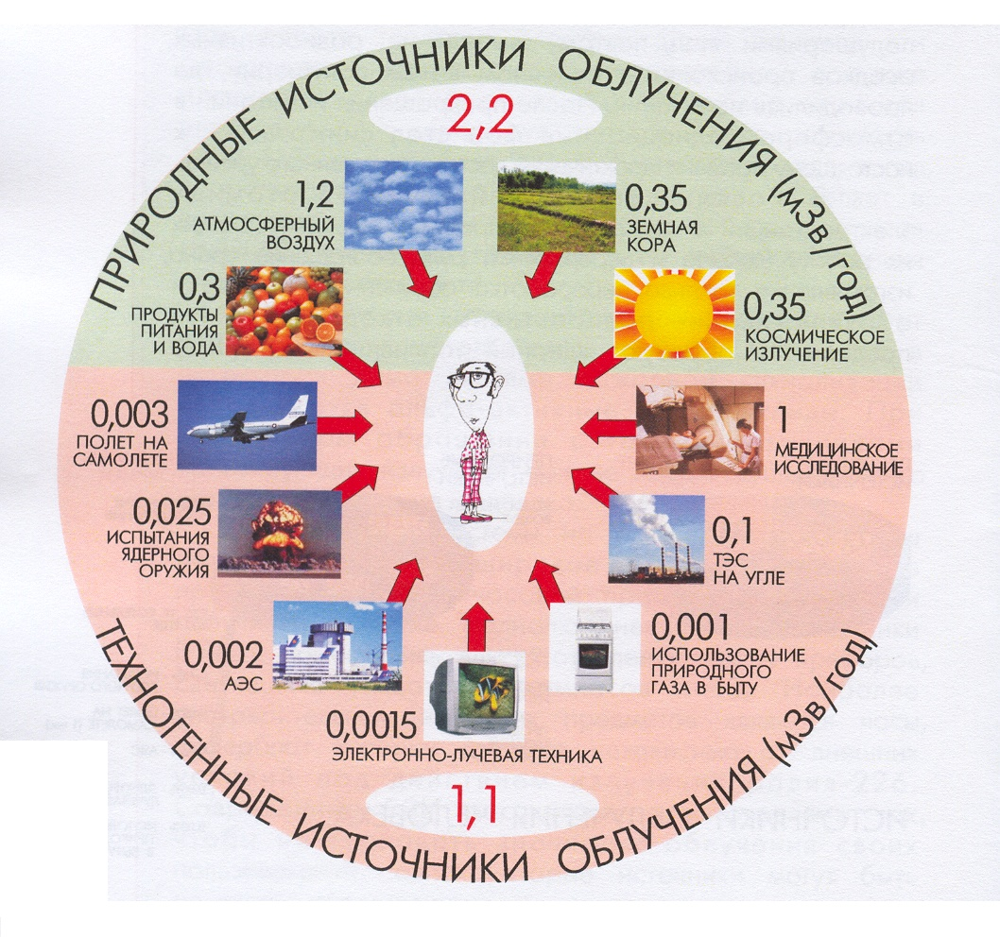 ПРИРОДНЫЕ ИСТОЧНИКИ ОБЛУЧЕНИЯ (мЗв/год)
2,2
1,2
АТМОСФЕРНЫЙ
ВОЗДУХ
0,35
ЗЕМНАЯ
КОРА
0,3
ПРОДУКТЫ
ПИТАНИЯ
И ВОДА
0,35
КОСМИЧЕСКОЕ
ИЗЛУЧЕНИЕ
0,003
ПОЛЕТ НА
САМОЛЕТЕ
1
МЕДИЦИНСКОЕ
ИССЛЕДОВАНИЕ
0,025
ИСПЫТАНИЯ
ЯДЕРНОГО
ОРУЖИЯ
0,1
ТЭС
НА УГЛЕ
0,002
АЭС
0,001
ИСПОЛЬЗОВАНИЕ
ПРИРОДНОГО
ГАЗА В БЫТУ
0,0015
ЭЛЕКТРОННО-ЛУЧЕВАЯ ТЕХНИКА
1,1
ТЕХНОГЕННЫЕ ИСТОЧНИКИ ОБЛУЧЕНИЯ (мЗв/год)